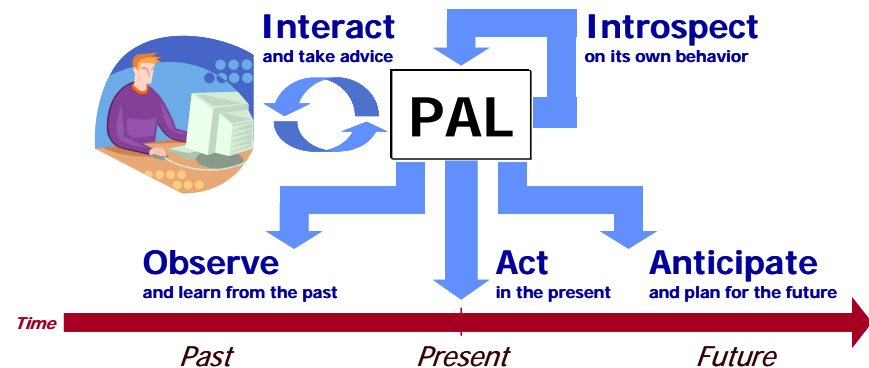 Interact
and take advice
Introspect
on its own behavior
PAL
Observe
and learn from the past
Act
in the present
Anticipate
and plan for the future
Time
Past
Present
Future